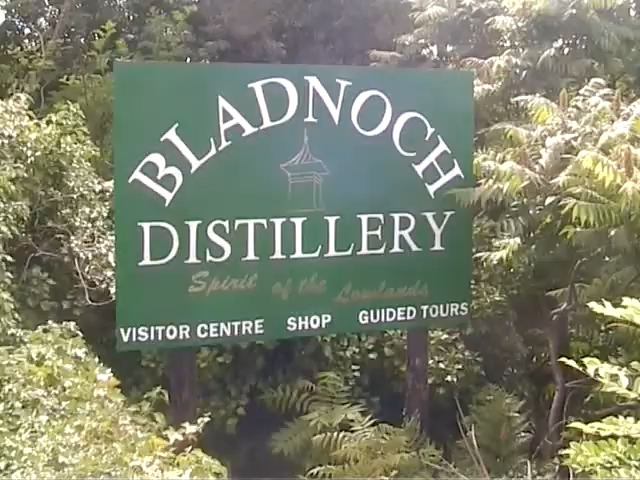 BLADNOCH
DISTILLERY
Spirit of the Lowlands
VISITOR CENTRE SHOP GUIDED TOURS